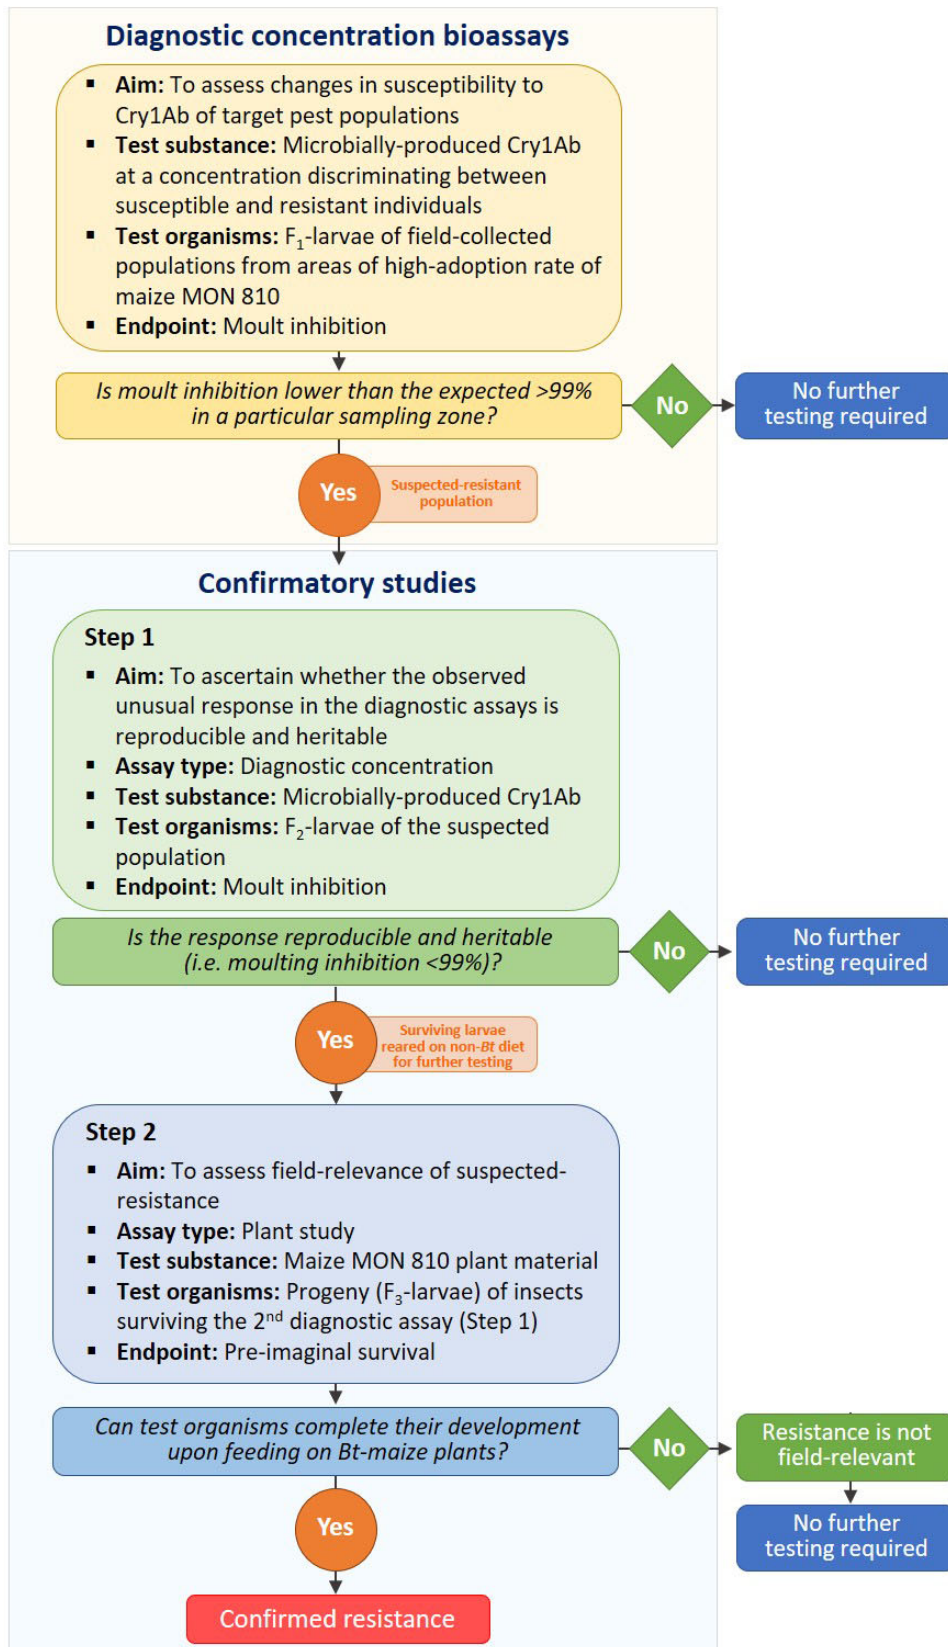 Diagnostic concentration bioassays
▪ Aim: To assess changes in susceptibility to
Cry1Ab of target pest populations
▪ Test substance: Microbially-produced Cry1Ab
at a concentration discriminating between
susceptible and resistant individuals
▪ Test organisms: F₁-larvae of field-collected
populations from areas of high-adoption rate of
maize MON 810
▪ Endpoint: Moult inhibition
Is moult inhibition lower than the expected >99%
in a particular sampling zone?
No
No further
testing required
Yes
Suspected-resistant
population
Confirmatory studies
Step 1
▪ Aim: To ascertain whether the observed
unusual response in the diagnostic assays is
reproducible and heritable
▪ Assay type: Diagnostic concentration
▪ Test substance: Microbially-produced Cry1Ab
▪ Test organisms: F₂-larvae of the suspected
population
▪ Endpoint: Moult inhibition
Is the response reproducible and heritable
(i.e. moulting inhibition <99%)?
No
No further
testing required
Yes
Surviving larvae
reared on non-Bt diet
for further testing
Step 2
▪ Aim: To assess field-relevance of suspected-
resistance
▪ Assay type: Plant study
▪ Test substance: Maize MON 810 plant material
▪ Test organisms: Progeny (F₃-larvae) of insects
surviving the 2nd diagnostic assay (Step 1)
▪ Endpoint: Pre-imaginal survival
Can test organisms complete their development
upon feeding on Bt-maize plants?
No
Resistance is not
field-relevant
No further
testing required
Yes
Confirmed resistance